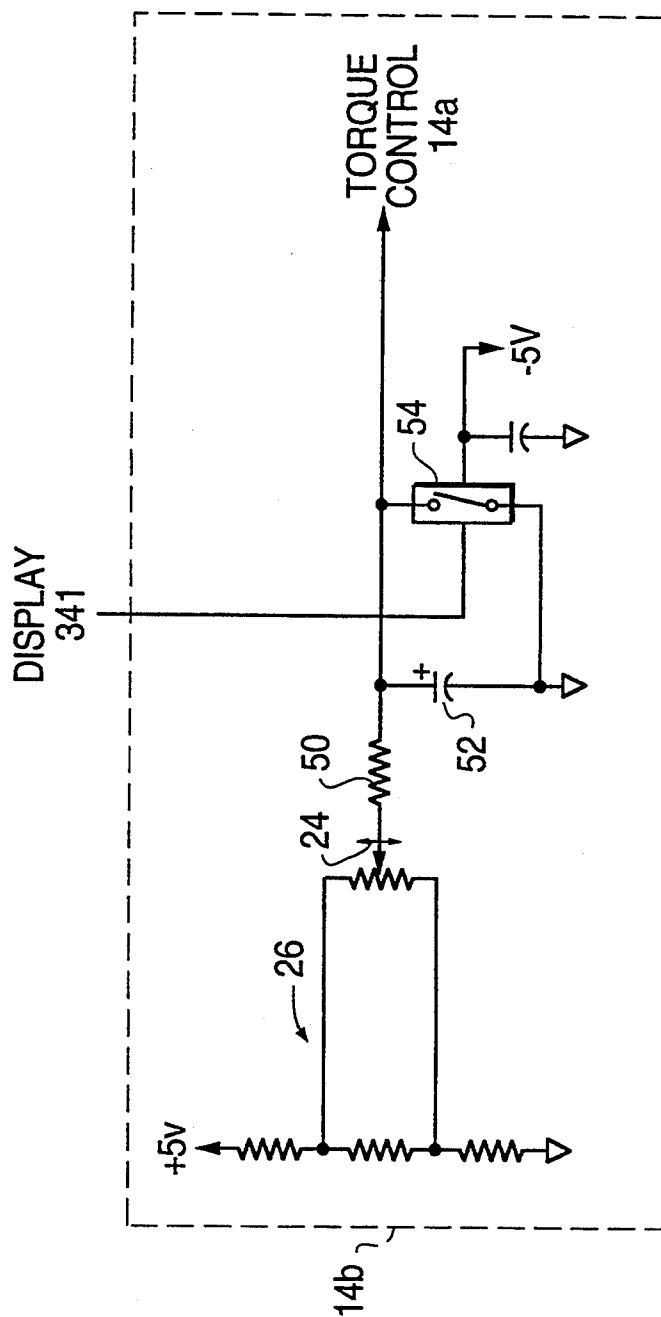 DISPLAY
341
TORQUE
CONTROL
14a
54
-5V
50
+
52
24
26
+5v
14b